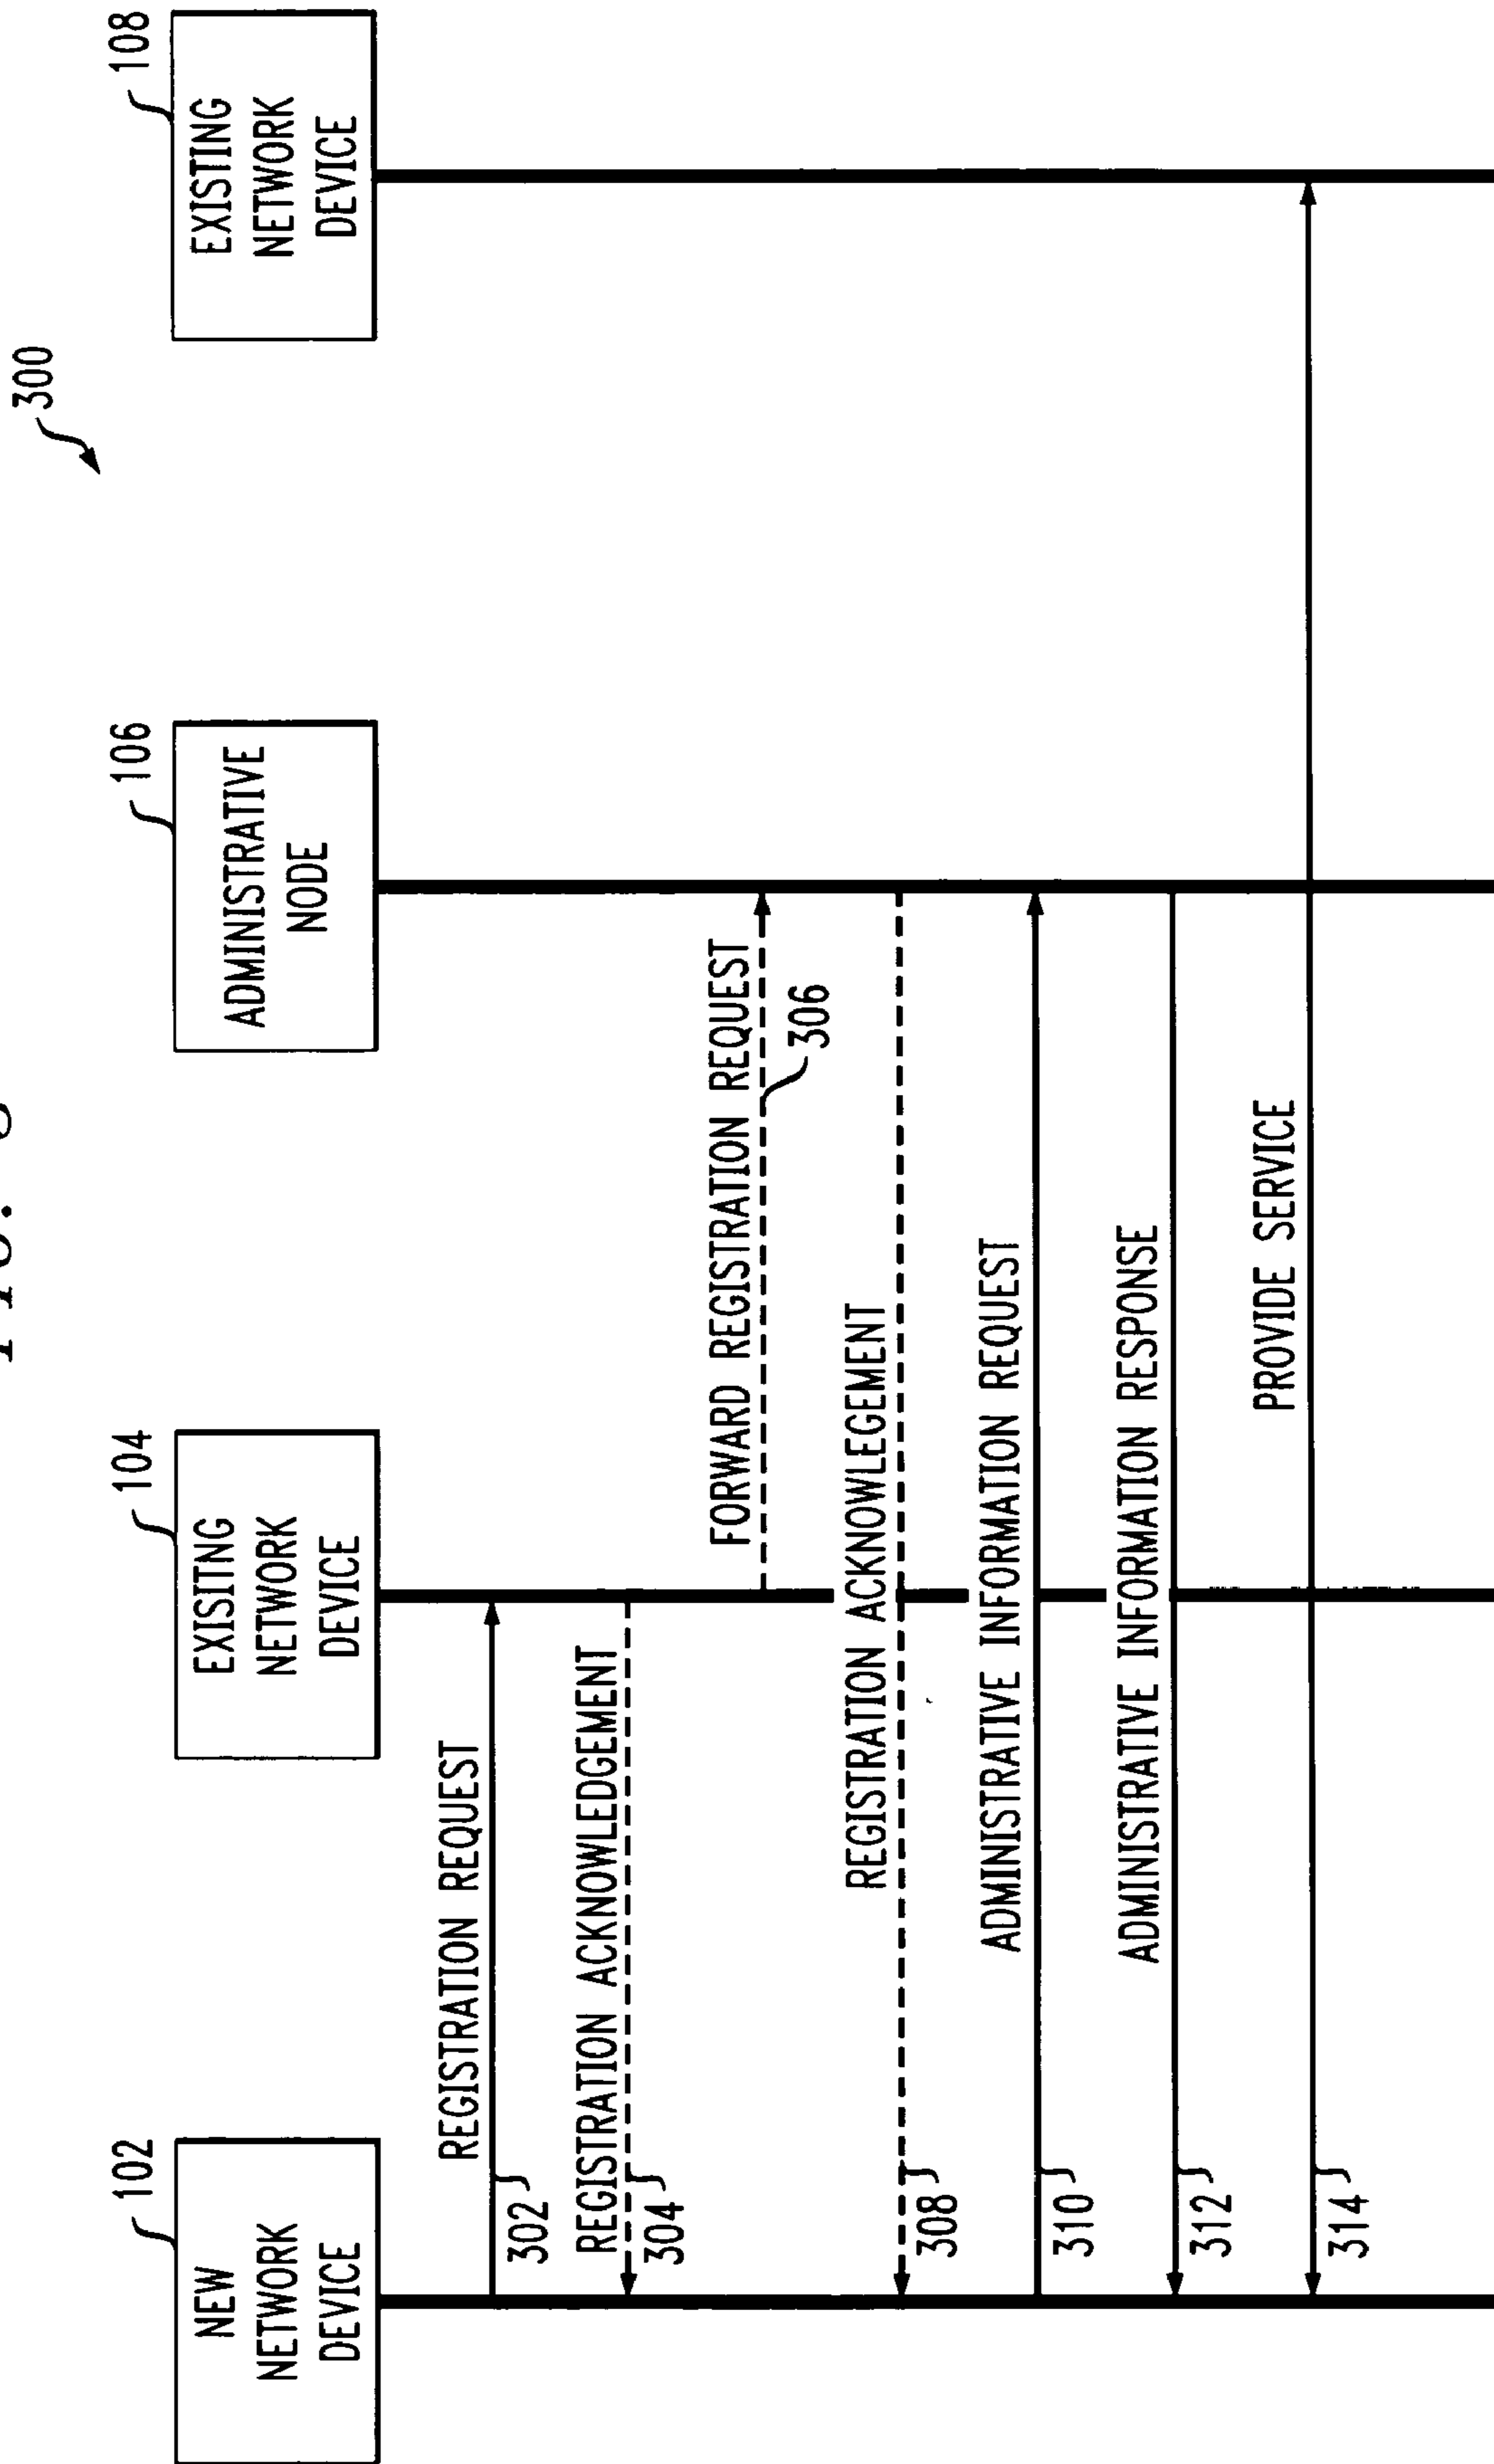 300
102
NEW
NETWORK
DEVICE
104
EXISITNG
NETWORK
DEVICE
106
ADMINISTRATIVE
NODE
108
EXISTING
NETWORK
DEVICE
REGISTRATION REQUEST
302
REGISTRATION ACKNOWLEDGEMENT
304
FORWARD REGISTRATION REQUEST
306
REGISTRATION ACKNOWLEGEMENT
308
ADMINISTRATIVE INFORMATION REQUEST
310
ADMINISTRATIVE INFORMATION RESPONSE
312
PROVIDE SERVICE
314